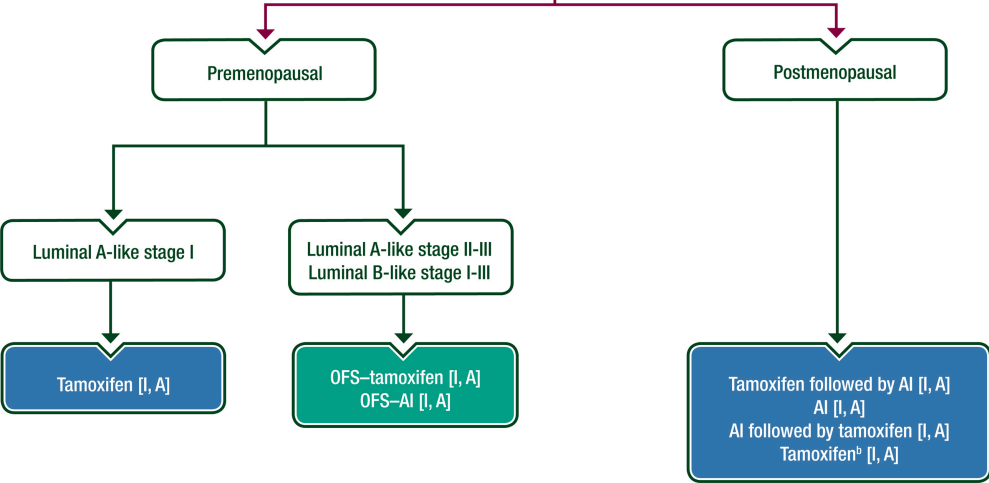 Premenopausal
Postmenopausal
Luminal A-like stage I
Luminal A-like stage II-III
Luminal B-like stage I-III
Tamoxifen [I, A]
OFS–tamoxifen [I, A]
OFS–AI [I, A]
Tamoxifen followed by AI [I, A]
AI [I, A]
AI followed by tamoxifen [I, A]
Tamoxifenᵇ [I, A]